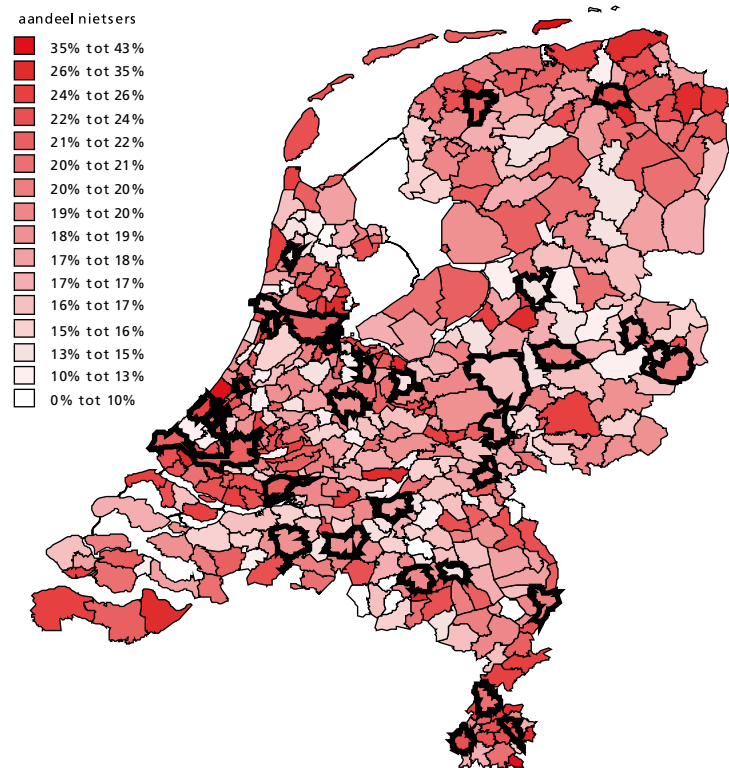 aandeel nietsers
35% tot 43%
26% tot 35%
24% tot 26%
22% tot 24%
21% tot 22%
20% tot 21%
20% tot 20%
19% tot 20%
18% tot 19%
17% tot 18%
17% tot 17%
16% tot 17%
15% tot 16%
13% tot 15%
10% tot 13%
0% tot 10%